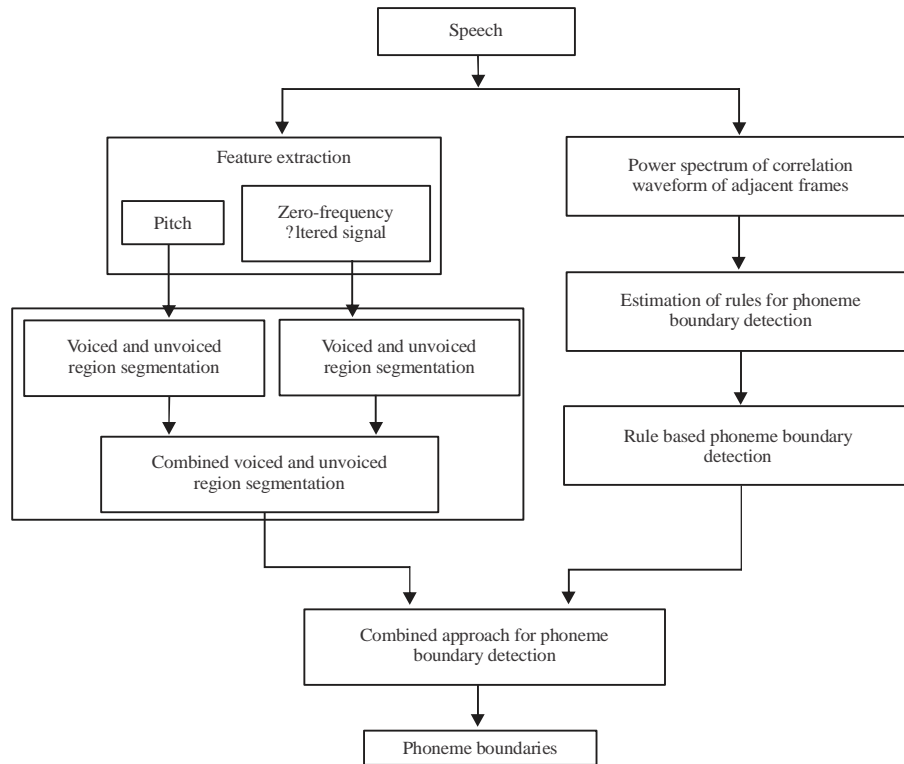 Speech
Feature extraction
Pitch
Zero-frequency
?ltered signal
Voiced and unvoiced
region segmentation
Voiced and unvoiced
region segmentation
Combined voiced and unvoiced
region segmentation
Power spectrum of correlation
waveform of adjacent frames
Estimation of rules for phoneme
boundary detection
Rule based phoneme boundary
detection
Combined approach for phoneme
boundary detection
Phoneme boundaries